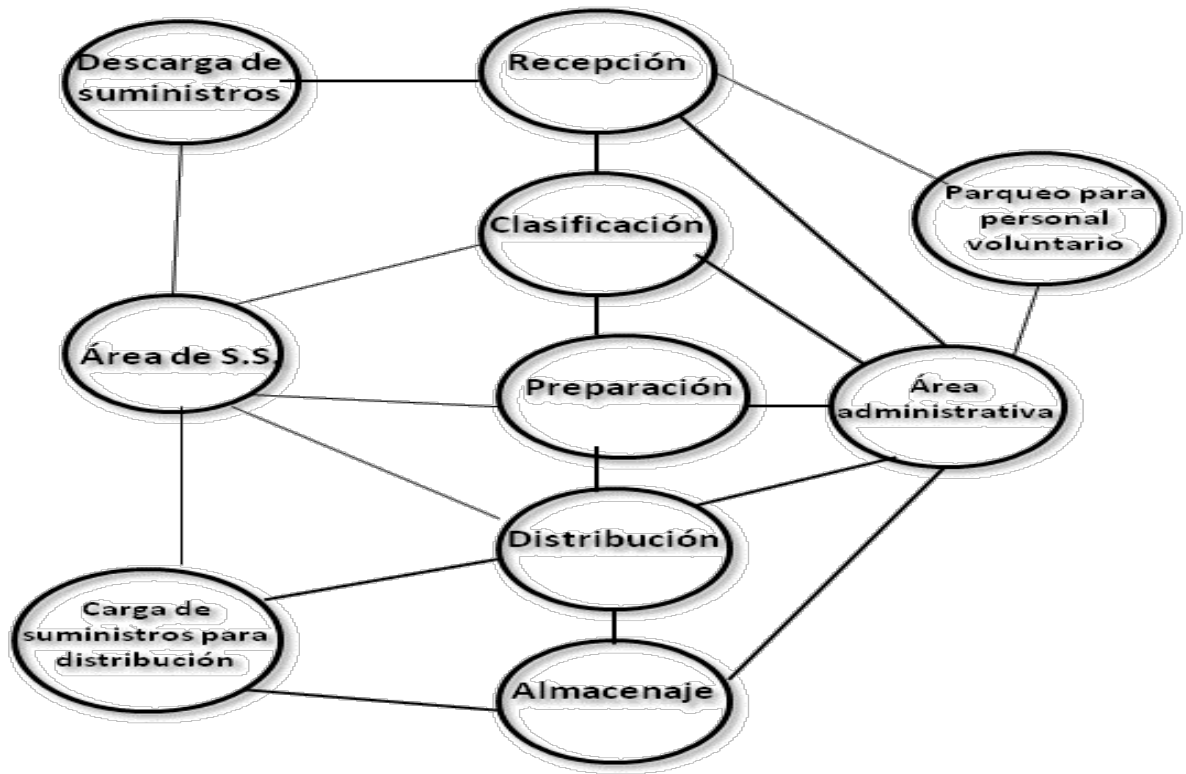 Descarga de
suministros
Recepción
Parqueo para
personal
voluntario
Clasificación
Área de S.S.
Preparación
Área
administrativa
Distribución
Carga de
suministros para
distribución
Almacenaje